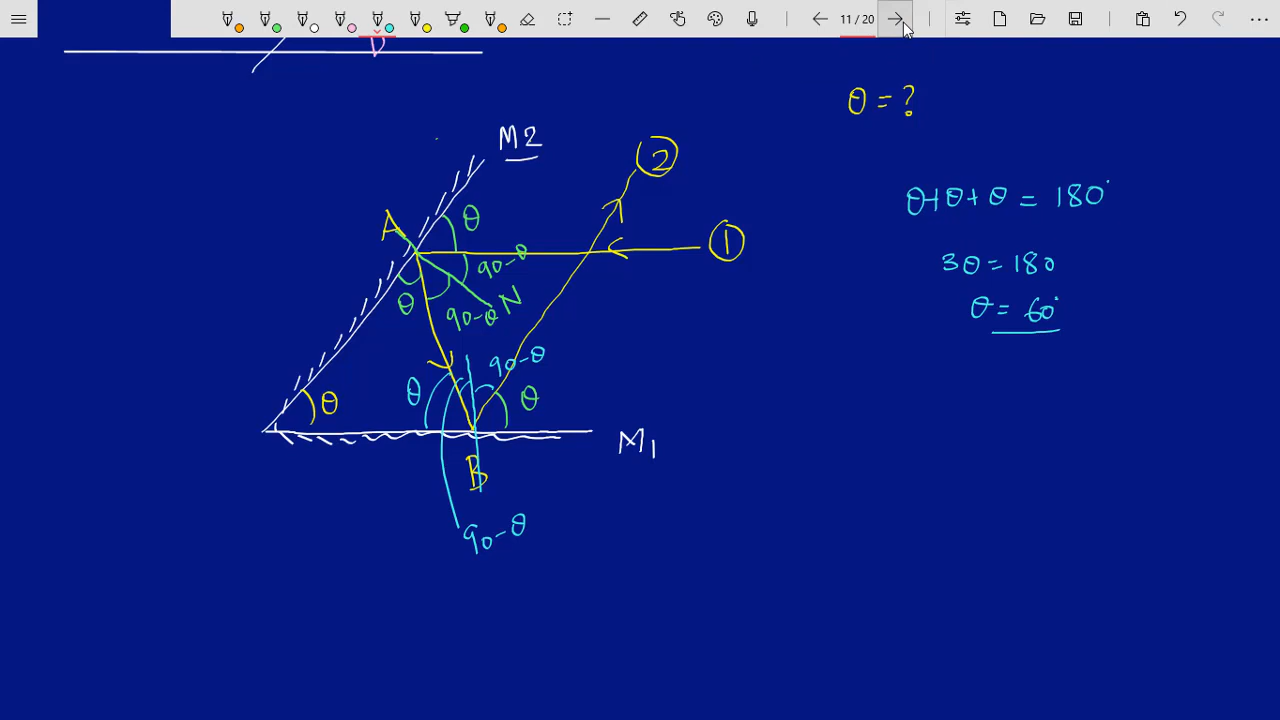 11 / 20
D
θ = ?
M2
②
A
θ
θ+θ+θ = 180°
①
90-θ
3θ = 180
θ
90-θ N
θ = 60°
90-θ
θ
θ
θ
M1
B
90-θ